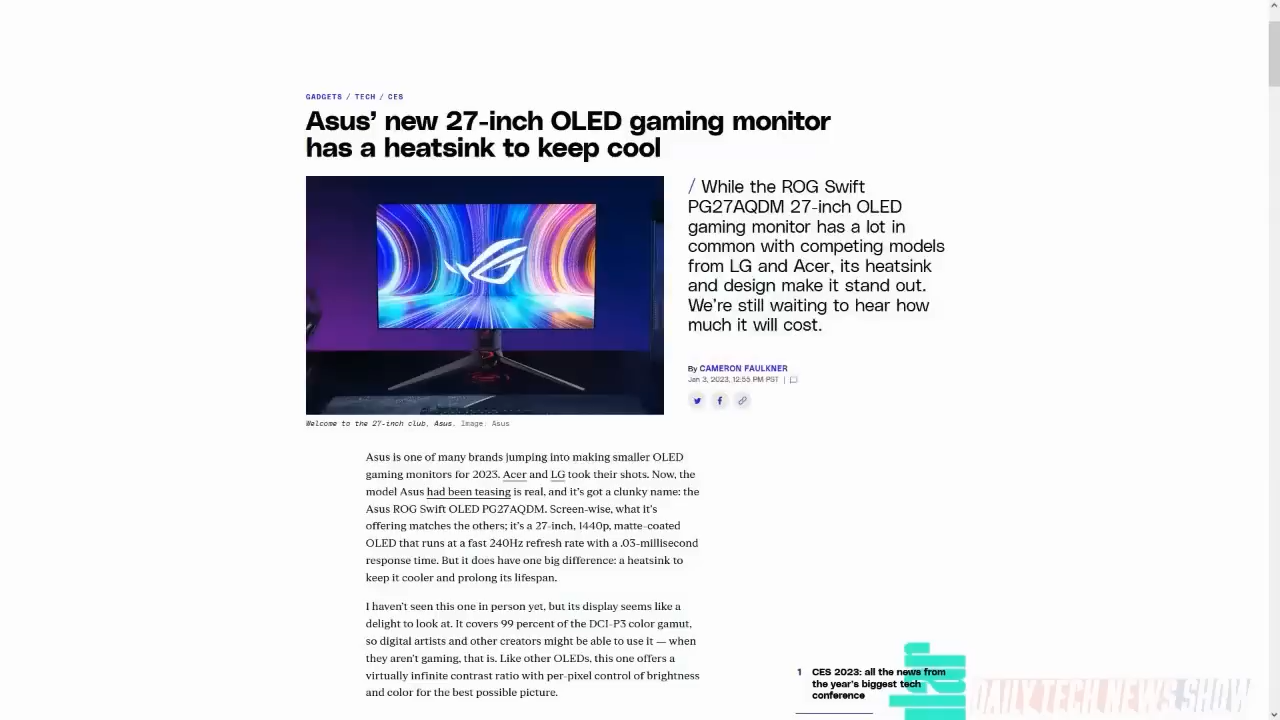 GADGETS / TECH / CES
Asus’ new 27-inch OLED gaming monitor
has a heatsink to keep cool
/ While the ROG Swift
PG27AQDM 27-inch OLED
gaming monitor has a lot in
common with competing models
from LG and Acer, its heatsink
and design make it stand out.
We’re still waiting to hear how
much it will cost.
By CAMERON FAULKNER
Jan 3, 2023, 12:55 PM PST |
Welcome to the 27-inch club, Asus. Image: Asus
Asus is one of many brands jumping into making smaller OLED
gaming monitors for 2023. Acer and LG took their shots. Now, the
model Asus had been teasing is real, and it’s got a clunky name: the
Asus ROG Swift OLED PG27AQDM. Screen-wise, what it’s
offering matches the others; it’s a 27-inch, 1440p, matte-coated
OLED that runs at a fast 240Hz refresh rate with a .03-millisecond
response time. But it does have one big difference: a heatsink to
keep it cooler and prolong its lifespan.
I haven’t seen this one in person yet, but its display seems like a
delight to look at. It covers 99 percent of the DCI-P3 color gamut,
so digital artists and other creators might be able to use it — when
they aren’t gaming, that is. Like other OLEDs, this one offers a
virtually infinite contrast ratio with per-pixel control of brightness
and color for the best possible picture.
1 CES 2023: all the news from
the year’s biggest tech
conference
DAILY TECH NEWS SHOW